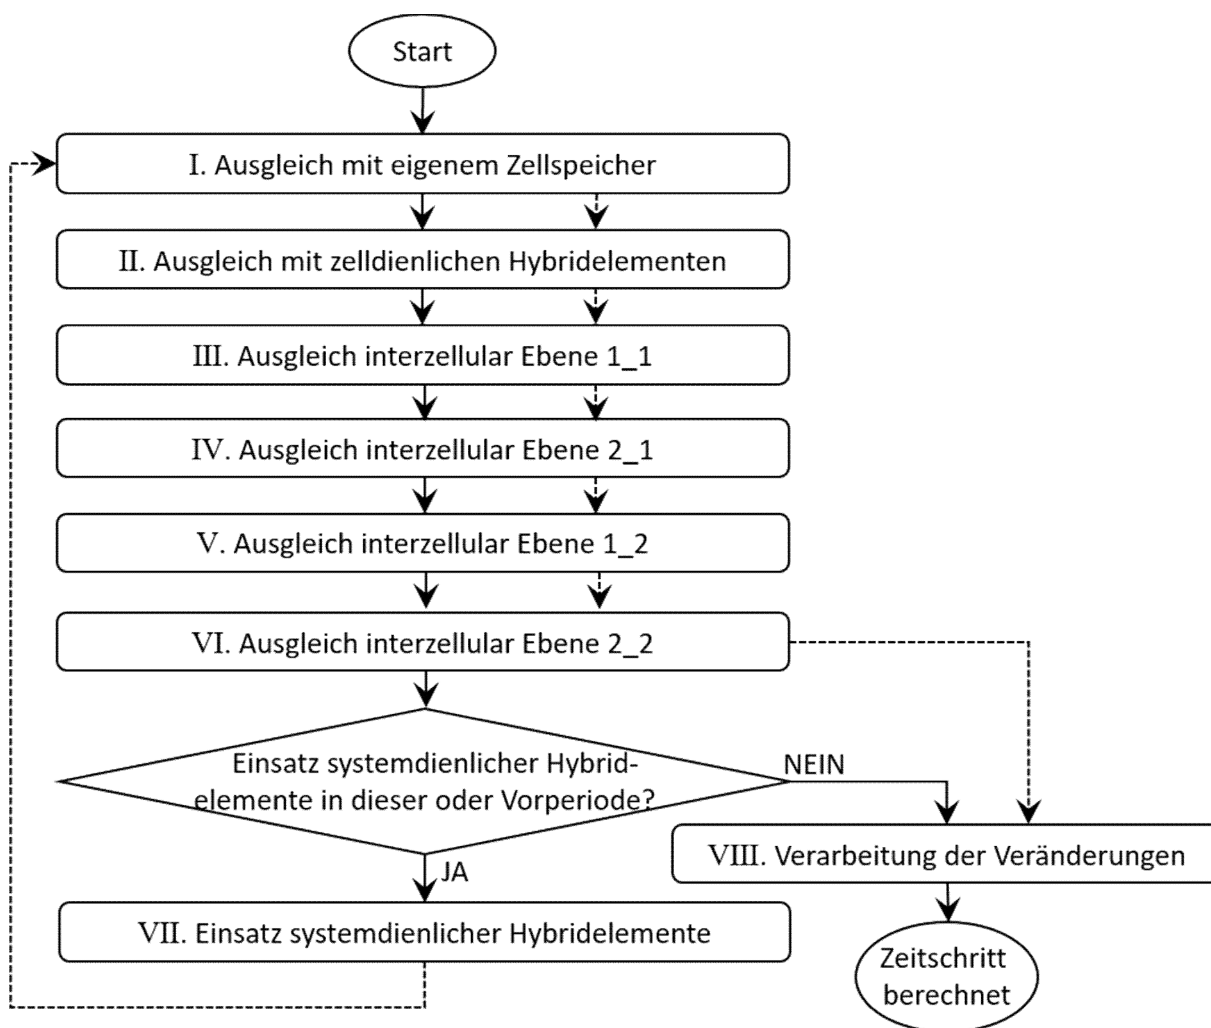 Start
I. Ausgleich mit eigenem Zellspeicher
II. Ausgleich mit zelldienlichen Hybridelementen
III. Ausgleich interzellular Ebene 1_1
IV. Ausgleich interzellular Ebene 2_1
V. Ausgleich interzellular Ebene 1_2
VI. Ausgleich interzellular Ebene 2_2
Einsatz systemdienlicher Hybrid-
elemente in dieser oder Vorperiode?
NEIN
JA
VII. Einsatz systemdienlicher Hybridelemente
VIII. Verarbeitung der Veränderungen
Zeitschritt
berechnet